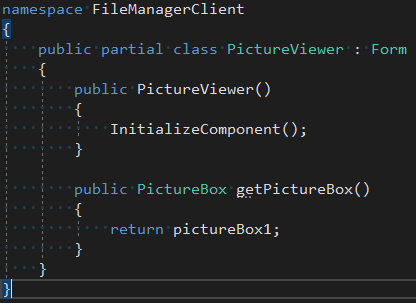 namespace FileManagerClient
{
    public partial class PictureViewer : Form
    {
        public PictureViewer()
        {
            InitializeComponent();
        }

        public PictureBox getPictureBox()
        {
            return pictureBox1;
        }
    }
}